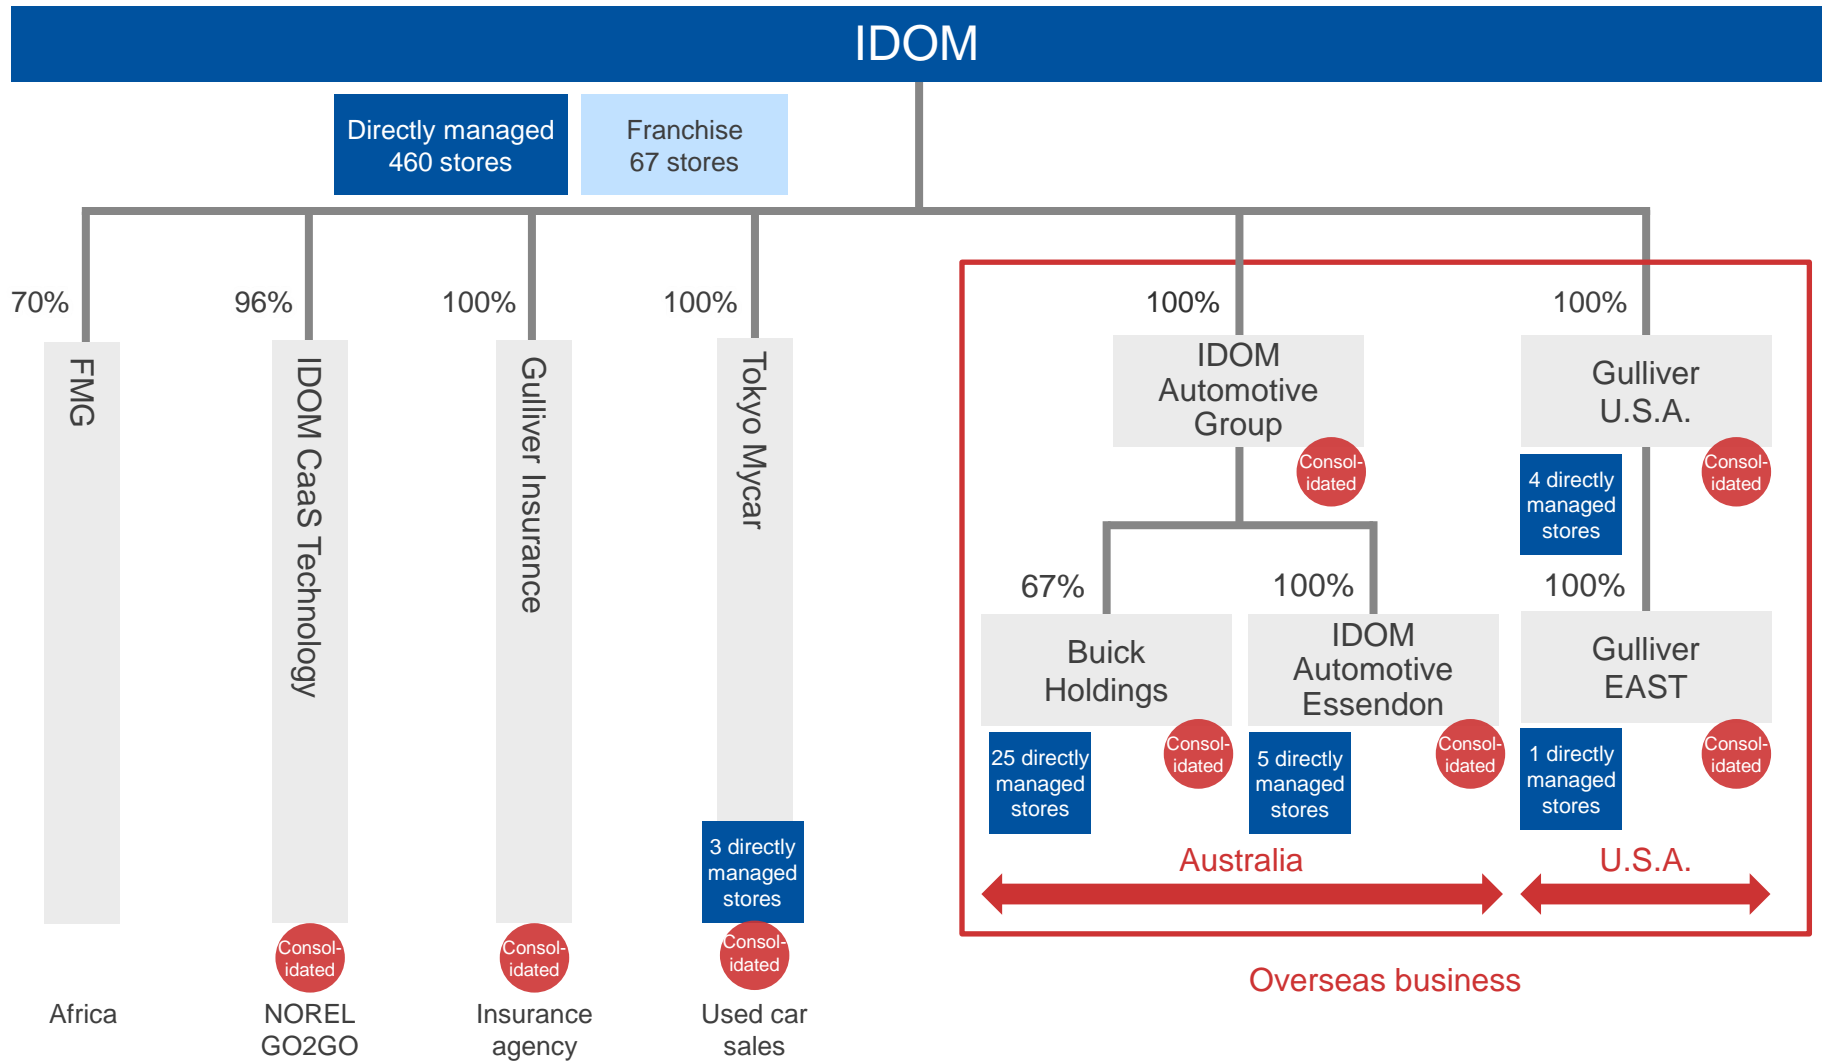 IDOM
Directly managed
460 stores
Franchise
67 stores
70%
96%
100%
100%
100%
100%
FMG
IDOM CaaS Technology
Gulliver Insurance
Tokyo Mycar
IDOM
Automotive
Group
Gulliver
U.S.A.
Consol-
idated
4 directly
managed
stores
Consol-
idated
67%
100%
100%
Buick
Holdings
IDOM
Automotive
Essendon
Gulliver
EAST
25 directly
managed
stores
Consol-
idated
5 directly
managed
stores
Consol-
idated
1 directly
managed
stores
Consol-
idated
3 directly
managed
stores
Australia
U.S.A.
Consol-
idated
Consol-
idated
Consol-
idated
Overseas business
Africa
NOREL
GO2GO
Insurance
agency
Used car
sales